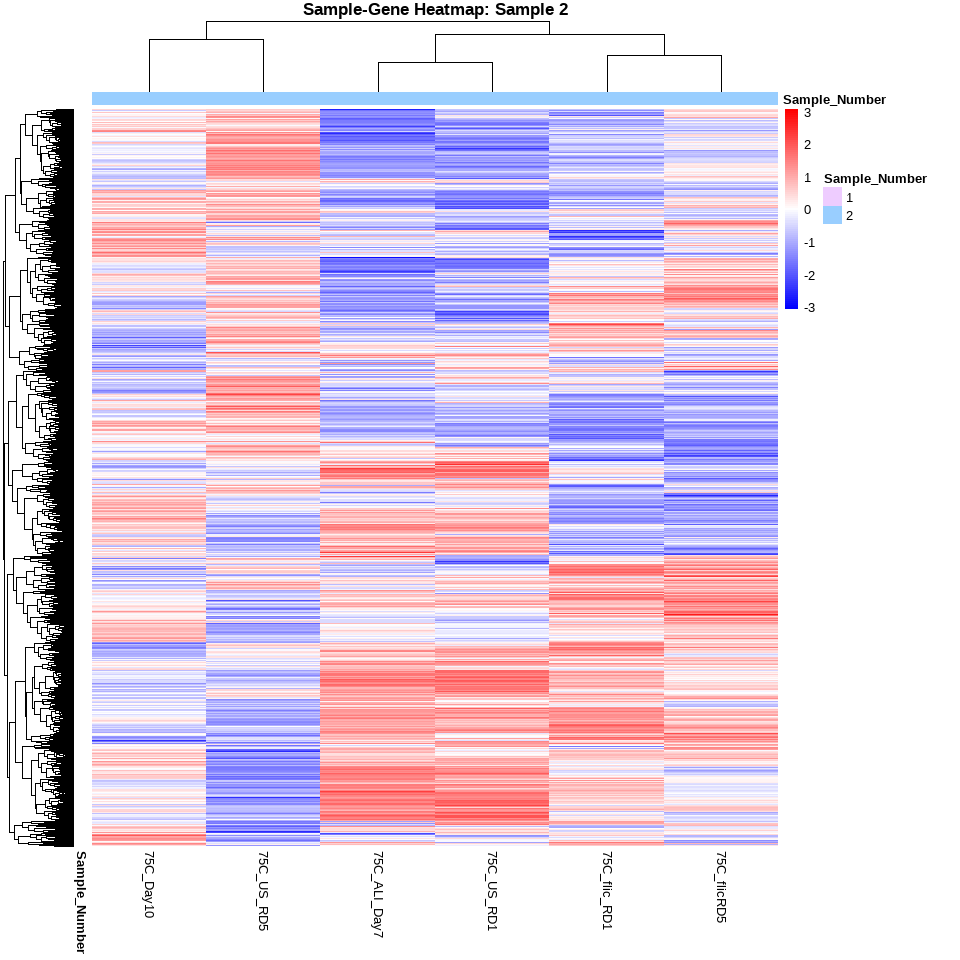 Sample-Gene Heatmap: Sample 2
Sample_Number
3
2
1
0
-1
-2
-3
Sample_Number
1
2
Sample_Number
75C_Day10
75C_US_RD5
75C_ALI_Day7
75C_US_RD1
75C_flic_RD1
75C_flicRD5